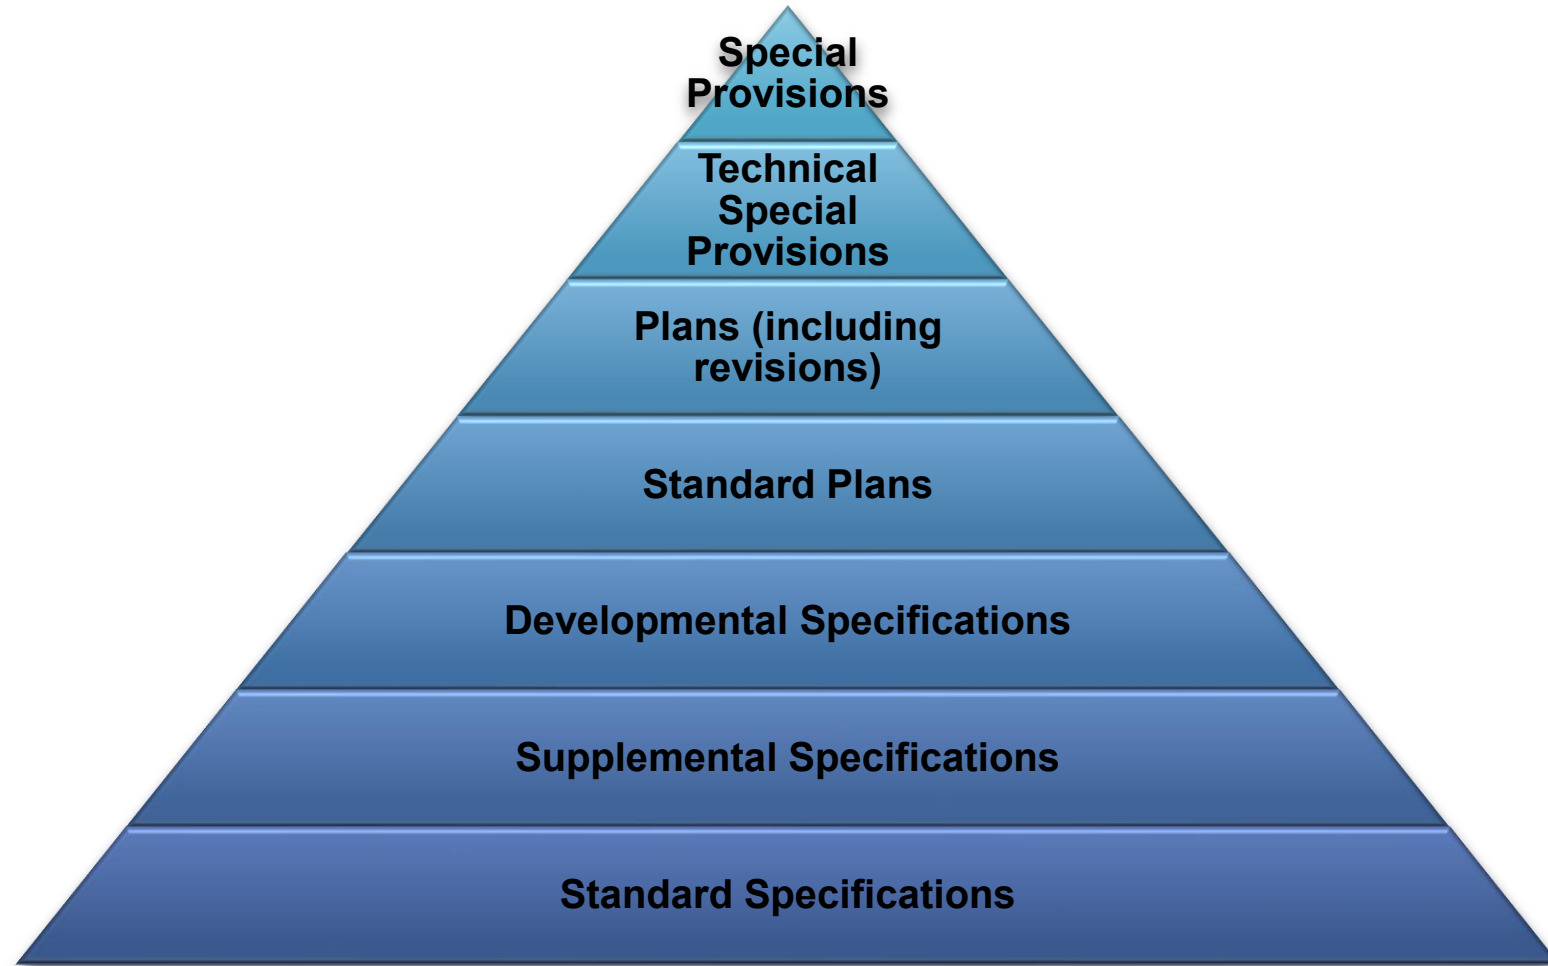 Special
Provisions
Technical
Special
Provisions
Plans (including
revisions)
Standard Plans
Developmental Specifications
Supplemental Specifications
Standard Specifications